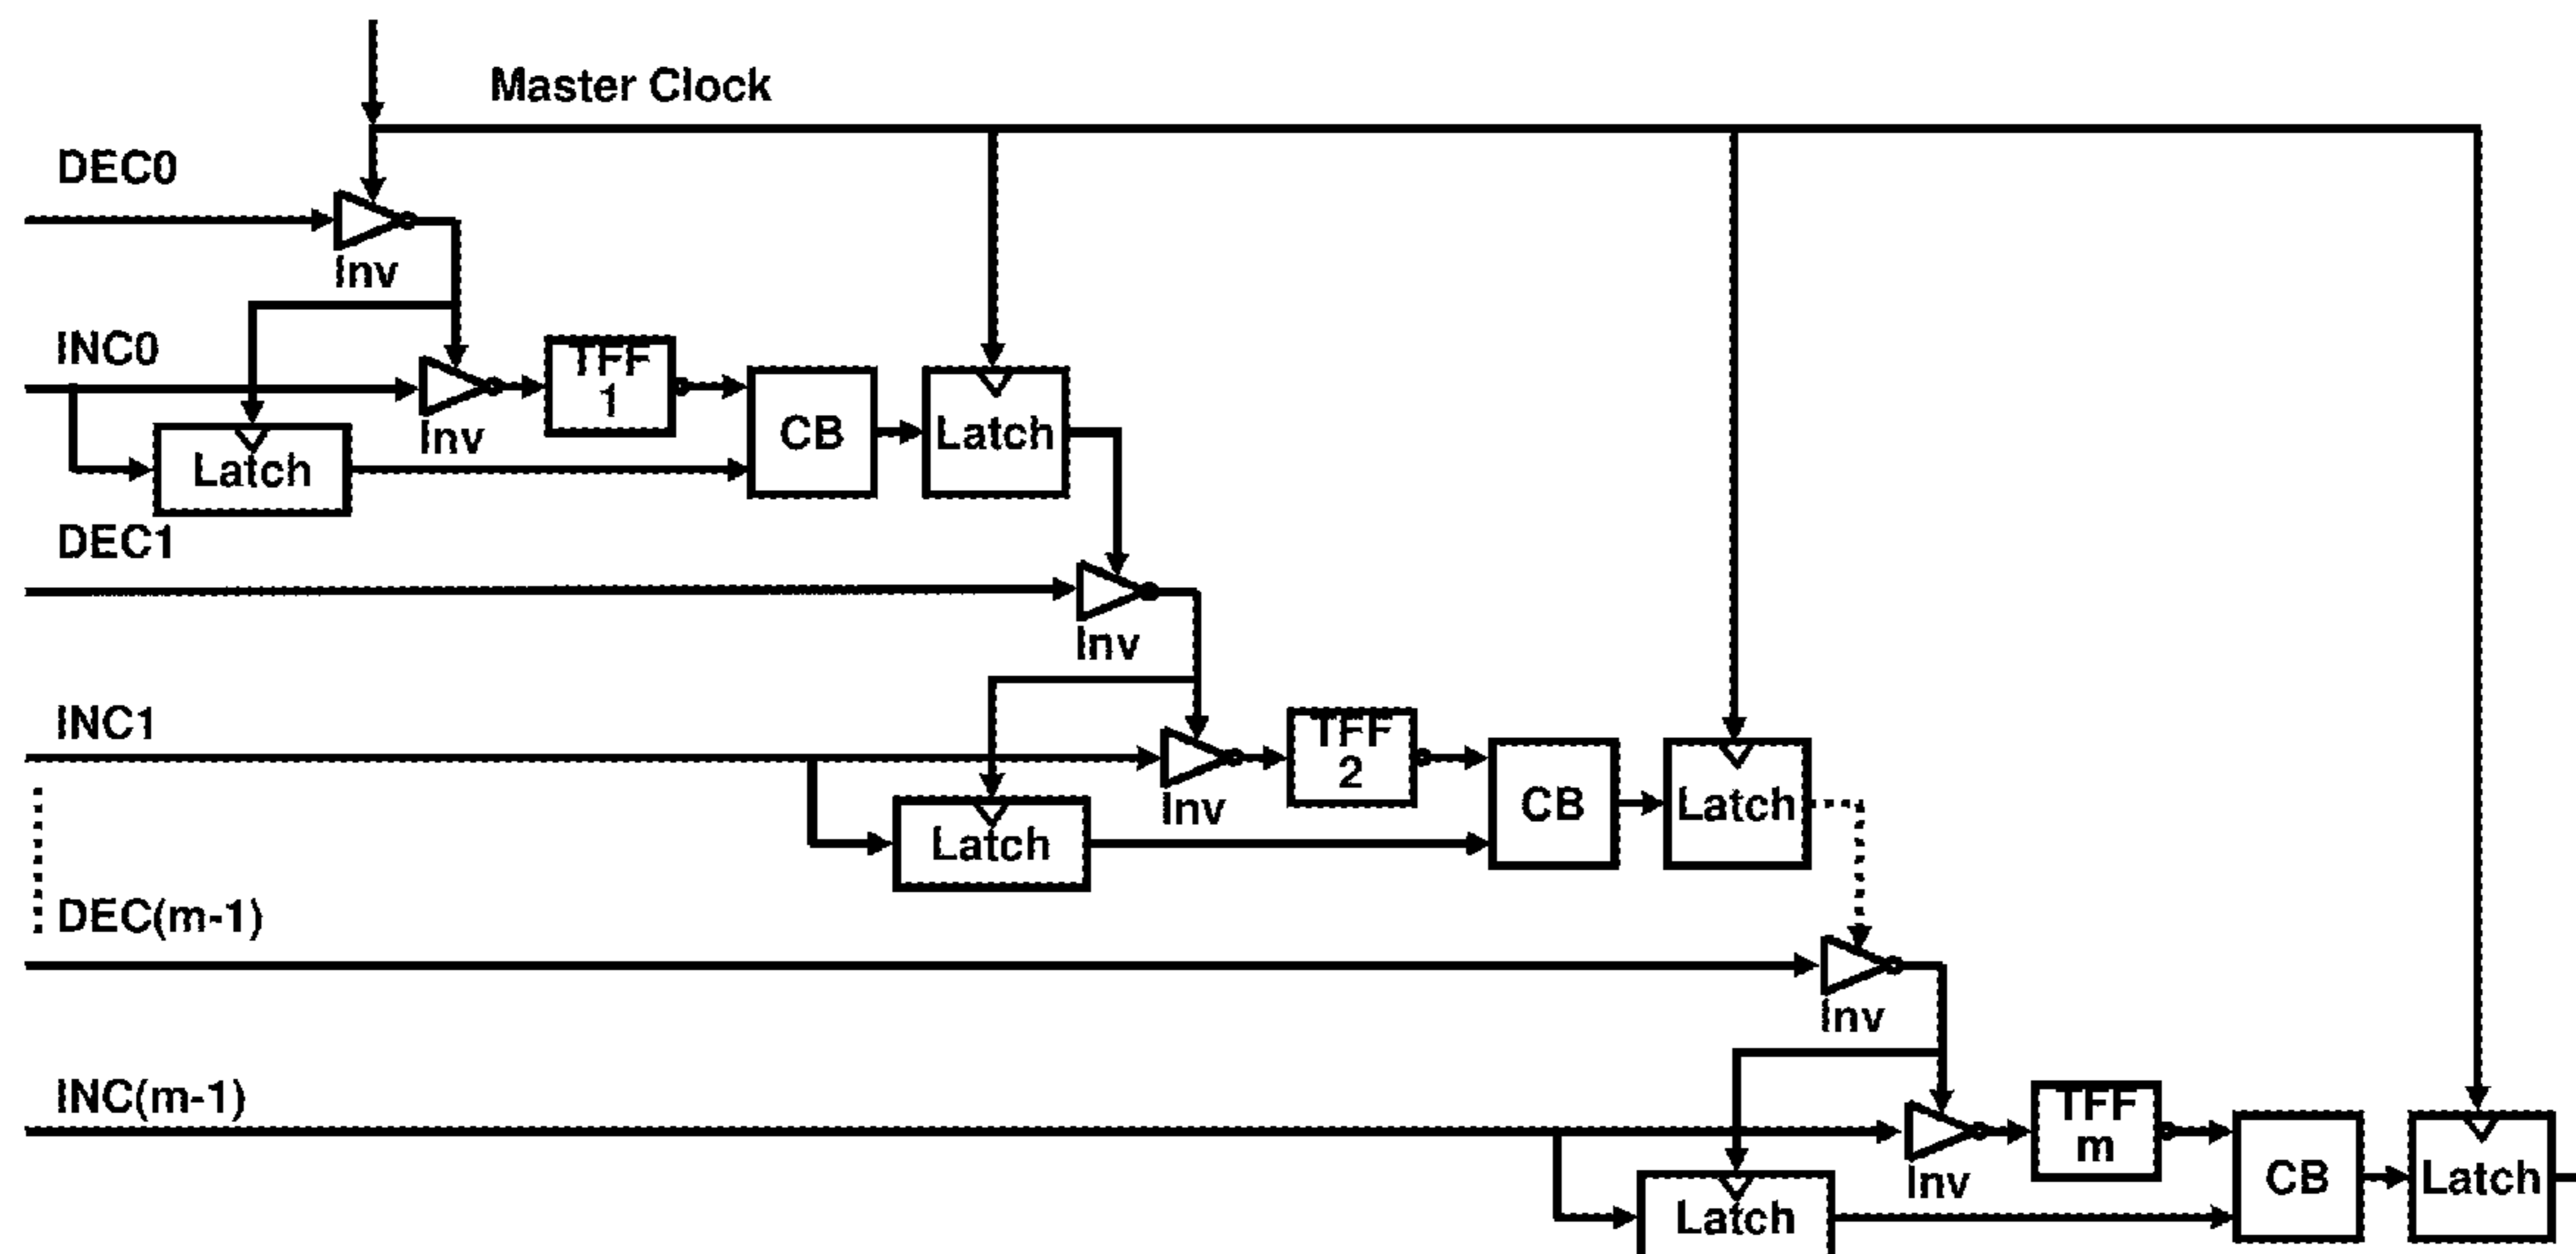 Master Clock
DEC0
Inv
INC0
TFF
1
CB
Latch
Inv
Latch
DEC1
Inv
INC1
TFF
2
CB
Latch
Inv
Latch
DEC(m-1)
Inv
INC(m-1)
TFF
m
CB
Latch
Inv
Latch